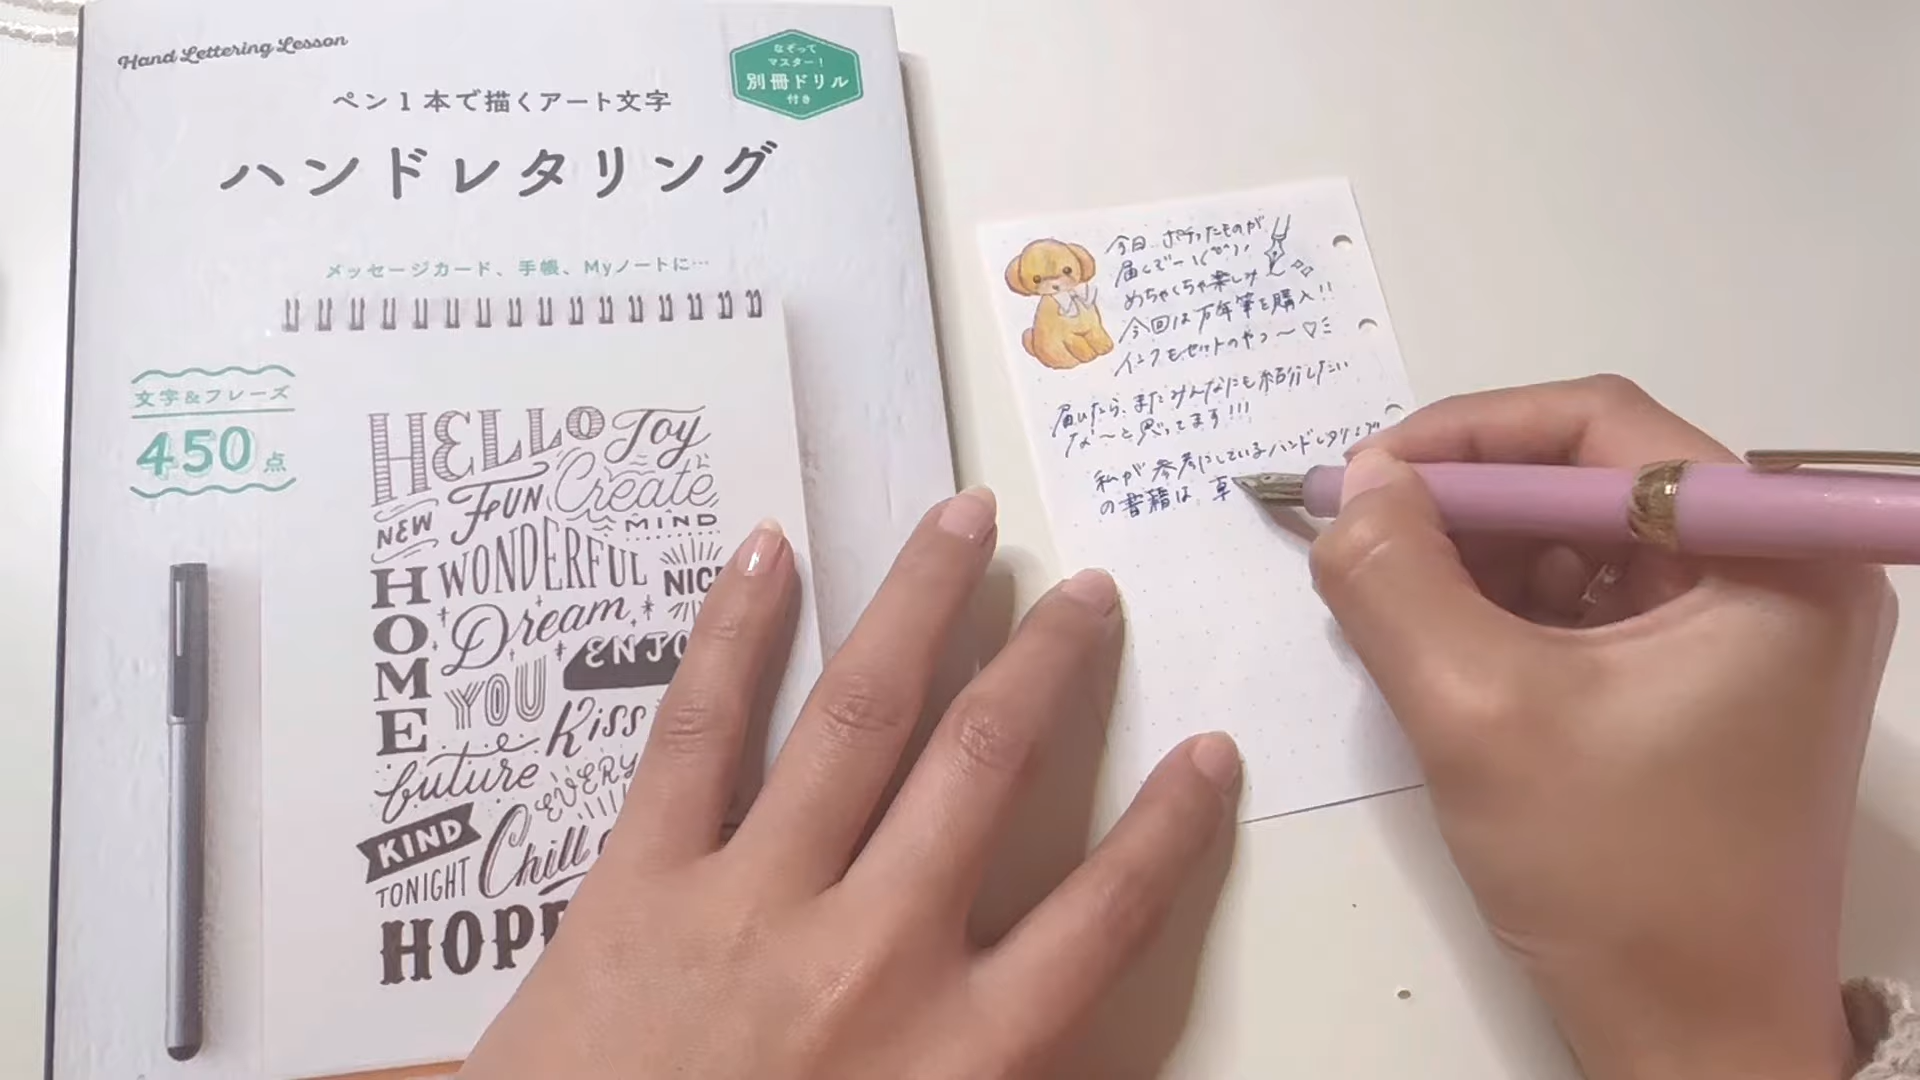 Hand Lettering Lesson
なぞって
マスター!
別冊ドリル
付き
ペン1本で描くアート文字
ハンドレタリング
メッセージカード、手帳、Myノートに…
文字&フレーズ
450点
HELLO Joy
NEW FUN Create
MIND
HOME
WONDERFUL
NICE
Dream
ENJO
YOU
Kiss
future
EVERY
KIND
Chill
TONIGHT
HOPE
今日、ポチったものが
届くぞー\(^o^)/
めちゃくちゃ楽しみ
今回は万年筆を購入!!
インクもセットのやつ〜♡
届いたら、またみんなにも紹介したい
な〜と思ってます!!!
私が参考にしているハンドレタリング
の書籍は